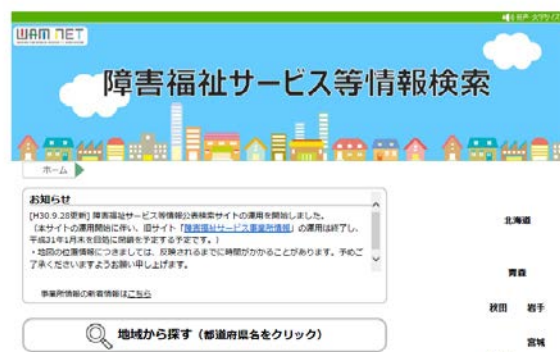 音声・文字サイズ
WAM NET
障害福祉サービス等情報検索
ホーム
お知らせ
[H30.9.28更新] 障害福祉サービス等情報公表検索サイトの運用を開始しました。
(本サイトの運用開始に伴い、旧サイト「障害福祉サービス事業所情報」の運用は終了し、
平成31年1月末を目処に閉鎖を予定する予定です。)
・地図の位置情報につきましては、反映されるまでに時間がかかることがあります。予めご
了承くださいますようお願い申し上げます。
事業所情報の新着情報はこちら
地域から探す (都道府県名をクリック)
北海道
青森
秋田 岩手
宮城